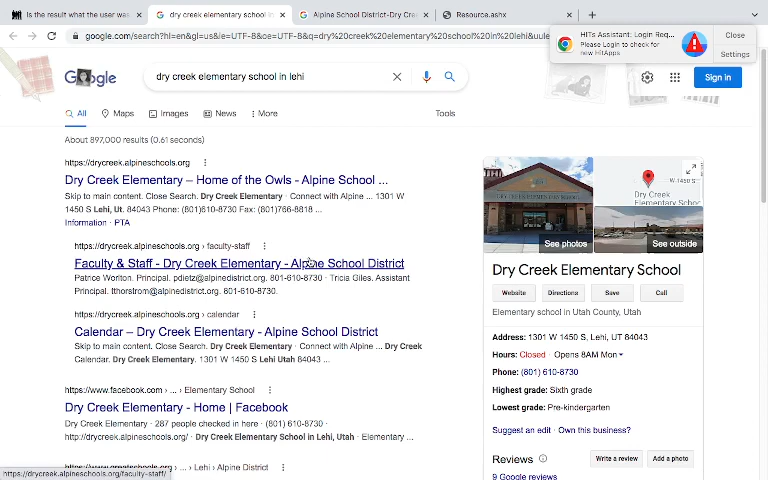 Is the result what the user was
dry creek elementary school in
Alpine School District-Dry Cre
Resource.ashx
google.com/search?hl=en&gl=us&ie=UTF-8&oe=UTF-8&q=dry%20creek%20elementary%20school%20in%20lehi&uule
HITs Assistant: Login Req...
Please Login to check for
new HitApps
Close
Settings
Google
dry creek elementary school in lehi
Sign in
All
Maps
Images
News
More
Tools
About 897,000 results (0.61 seconds)
https://drycreek.alpineschools.org
Dry Creek Elementary – Home of the Owls - Alpine School ...
Skip to main content. Close Search. Dry Creek Elementary · Connect with Alpine ... 1301 W
1450 S Lehi, Ut. 84043 Phone: (801)610-8730 Fax: (801)766-8818 ...
Information · PTA
https://drycreek.alpineschools.org › faculty-staff
Faculty & Staff - Dry Creek Elementary - Alpine School District
Patrice Worlton. Principal. pdietz@alpinedistrict.org. 801-610-8730 · Tricia Giles. Assistant
Principal. tthorstrom@alpinedistrict.org. 801-610-8730.
https://drycreek.alpineschools.org › calendar
Calendar – Dry Creek Elementary - Alpine School District
Skip to main content. Close Search. Dry Creek Elementary · Connect with Alpine ... Dry Creek
Calendar. Dry Creek Elementary. 1301 W 1450 S Lehi Utah 84043 ...
https://www.facebook.com › ... › Elementary School
Dry Creek Elementary - Home | Facebook
Dry Creek Elementary · 287 people checked in here · (801) 610-8730 ·
http://drycreek.alpineschools.org/ · Dry Creek Elementary School in Lehi, Utah · Elementary ...
https://www.greatschools.org › ... › Lehi › Alpine District
https://drycreek.alpineschools.org/faculty-staff/
See photos
W 1450 S
Dry Creek
Elementary School
See outside
Dry Creek Elementary School
Website
Directions
Save
Call
Elementary school in Utah County, Utah
Address: 1301 W 1450 S, Lehi, UT 84043
Hours: Closed · Opens 8AM Mon
Phone: (801) 610-8730
Highest grade: Sixth grade
Lowest grade: Pre-kindergarten
Suggest an edit · Own this business?
Reviews
Write a review
Add a photo
9 Google reviews